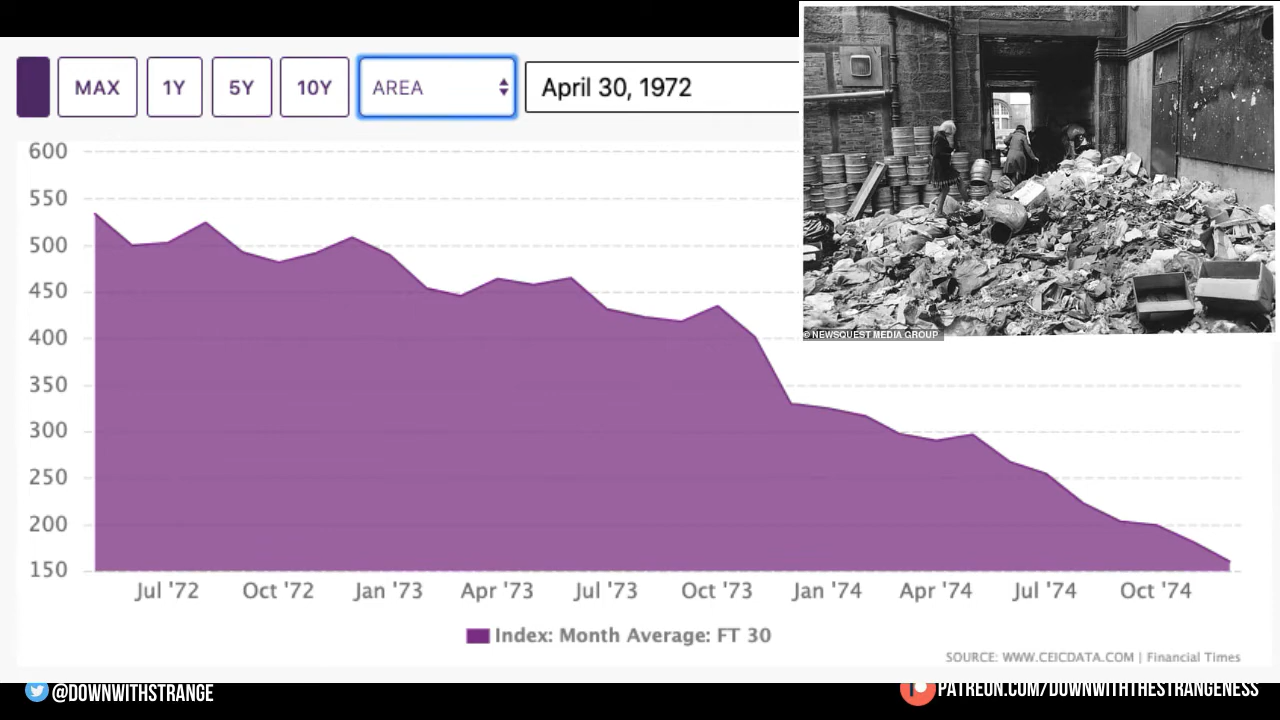 MAX 1Y 5Y 10Y AREA April 30, 1972
600
550
500
450
400
350
300
250
200
150
Jul '72 Oct '72 Jan '73 Apr '73 Jul '73 Oct '73 Jan '74 Apr '74 Jul '74 Oct '74
Index: Month Average: FT 30
SOURCE: WWW.CEICDATA.COM | Financial Times
© NEWSQUEST MEDIA GROUP
@DOWNWITHSTRANGE
PATREON.COM/DOWNWITHTHESTRANGENESS